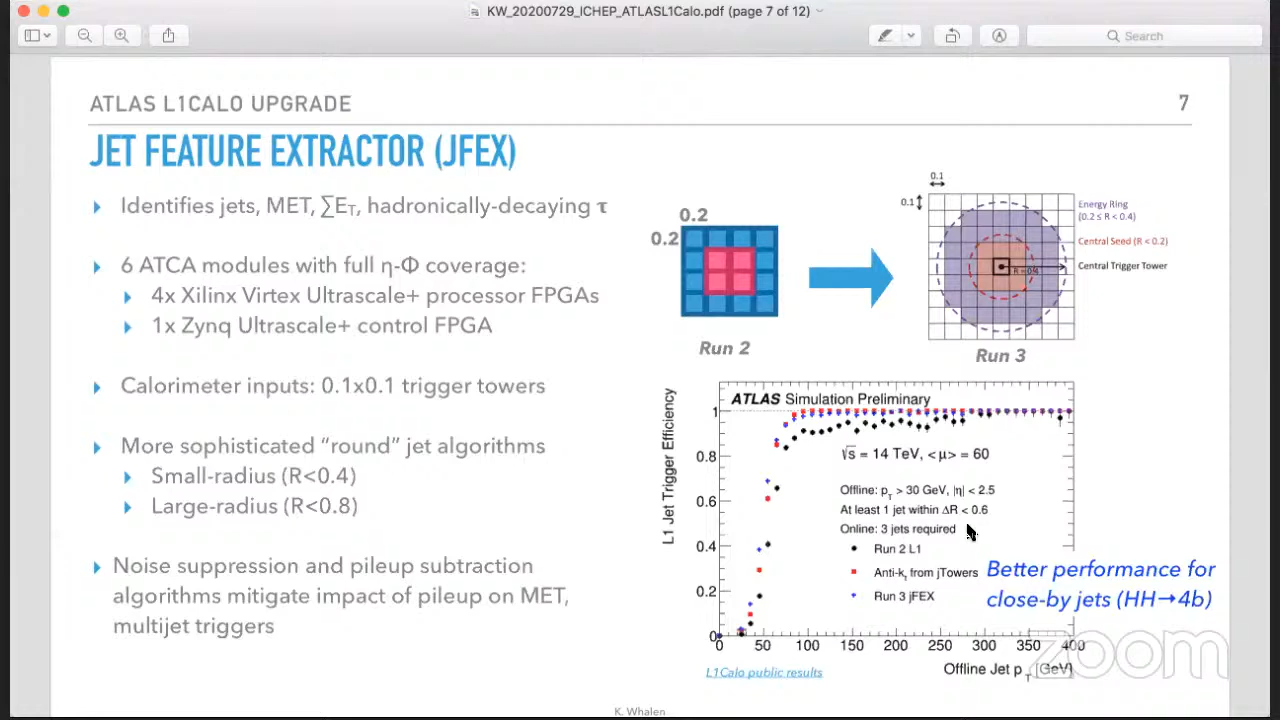 KW_20200729_ICHEP_ATLASL1Calo.pdf (page 7 of 12)
Search
ATLAS L1CALO UPGRADE
7
JET FEATURE EXTRACTOR (JFEX)
Identifies jets, MET, ∑E_T, hadronically-decaying τ
6 ATCA modules with full η-Φ coverage:
4x Xilinx Virtex Ultrascale+ processor FPGAs
1x Zynq Ultrascale+ control FPGA
Calorimeter inputs: 0.1x0.1 trigger towers
More sophisticated “round” jet algorithms
Small-radius (R<0.4)
Large-radius (R<0.8)
Noise suppression and pileup subtraction
algorithms mitigate impact of pileup on MET,
multijet triggers
0.2
0.2
Run 2
0.1
0.1
Energy Ring
(0.2 ≤ R < 0.4)
Central Seed (R < 0.2)
Central Trigger Tower
Run 3
L1 Jet Trigger Efficiency
ATLAS Simulation Preliminary
√s = 14 TeV, <μ> = 60
Offline: p_T > 30 GeV, |η| < 2.5
At least 1 jet within ΔR < 0.6
Online: 3 jets required
Run 2 L1
Anti-k_t from jTowers
Run 3 jFEX
1
0.8
0.6
0.4
0.2
0
0 50 100 150 200 250 300 350 400
Offline Jet p_T [GeV]
Better performance for
close-by jets (HH→4b)
L1Calo public results
zoom
K. Whalen